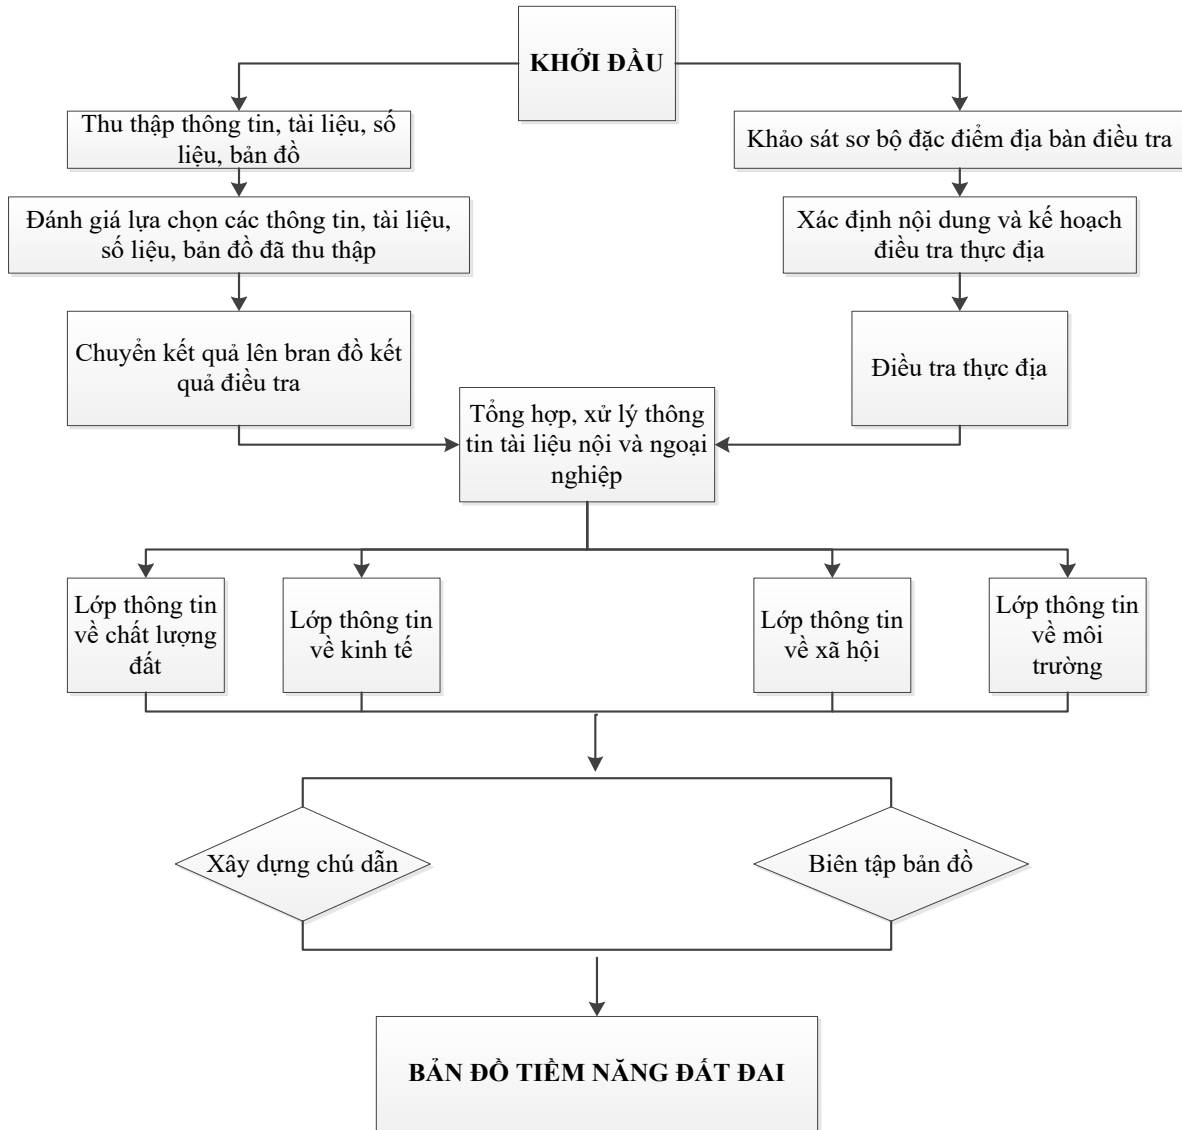 KHỞI ĐẦU
Thu thập thông tin, tài liệu, số
liệu, bản đồ
Khảo sát sơ bộ đặc điểm địa bàn điều tra
Đánh giá lựa chọn các thông tin, tài liệu,
số liệu, bản đồ đã thu thập
Xác định nội dung và kế hoạch
điều tra thực địa
Chuyển kết quả lên bran đồ kết
quả điều tra
Điều tra thực địa
Tổng hợp, xử lý thông
tin tài liệu nội và ngoại
nghiệp
Lớp thông tin
về chất lượng
đất
Lớp thông tin
về kinh tế
Lớp thông tin
về xã hội
Lớp thông tin
về môi
trường
Xây dựng chú dẫn
Biên tập bản đồ
BẢN ĐỒ TIỀM NĂNG ĐẤT ĐAI